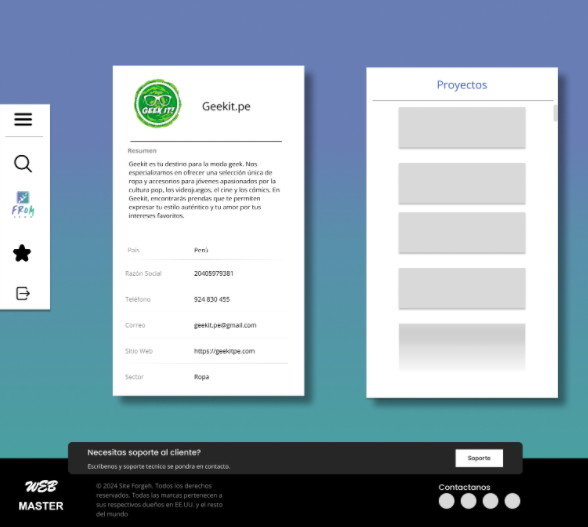 Proyectos
GEEK IT!
Geekit.pe
Resumen
Geekit es tu destino para la moda geek. Nos
especializamos en ofrecer una selección única de
ropa y accesorios para jóvenes apasionados por la
cultura pop, los videojuegos, el cine y los cómics. En
Geekit, encontrarás prendas que te permiten
expresar tu estilo auténtico y tu amor por tus
intereses favoritos.
País Perú
Razón Social 20405979381
Teléfono 924 830 455
Correo geekit.pe@gmail.com
Sitio Web https://geekitpe.com
Sector Ropa
Necesitas soporte al cliente?
Escribenos y soporte tecnico se pondra en contacto.
Soporte
WEB
MASTER
© 2024 Site Forgeh. Todos los derechos
reservados. Todas las marcas pertenecen a
sus respectivos dueños en EE.UU. y el resto
del mundo
Contactanos